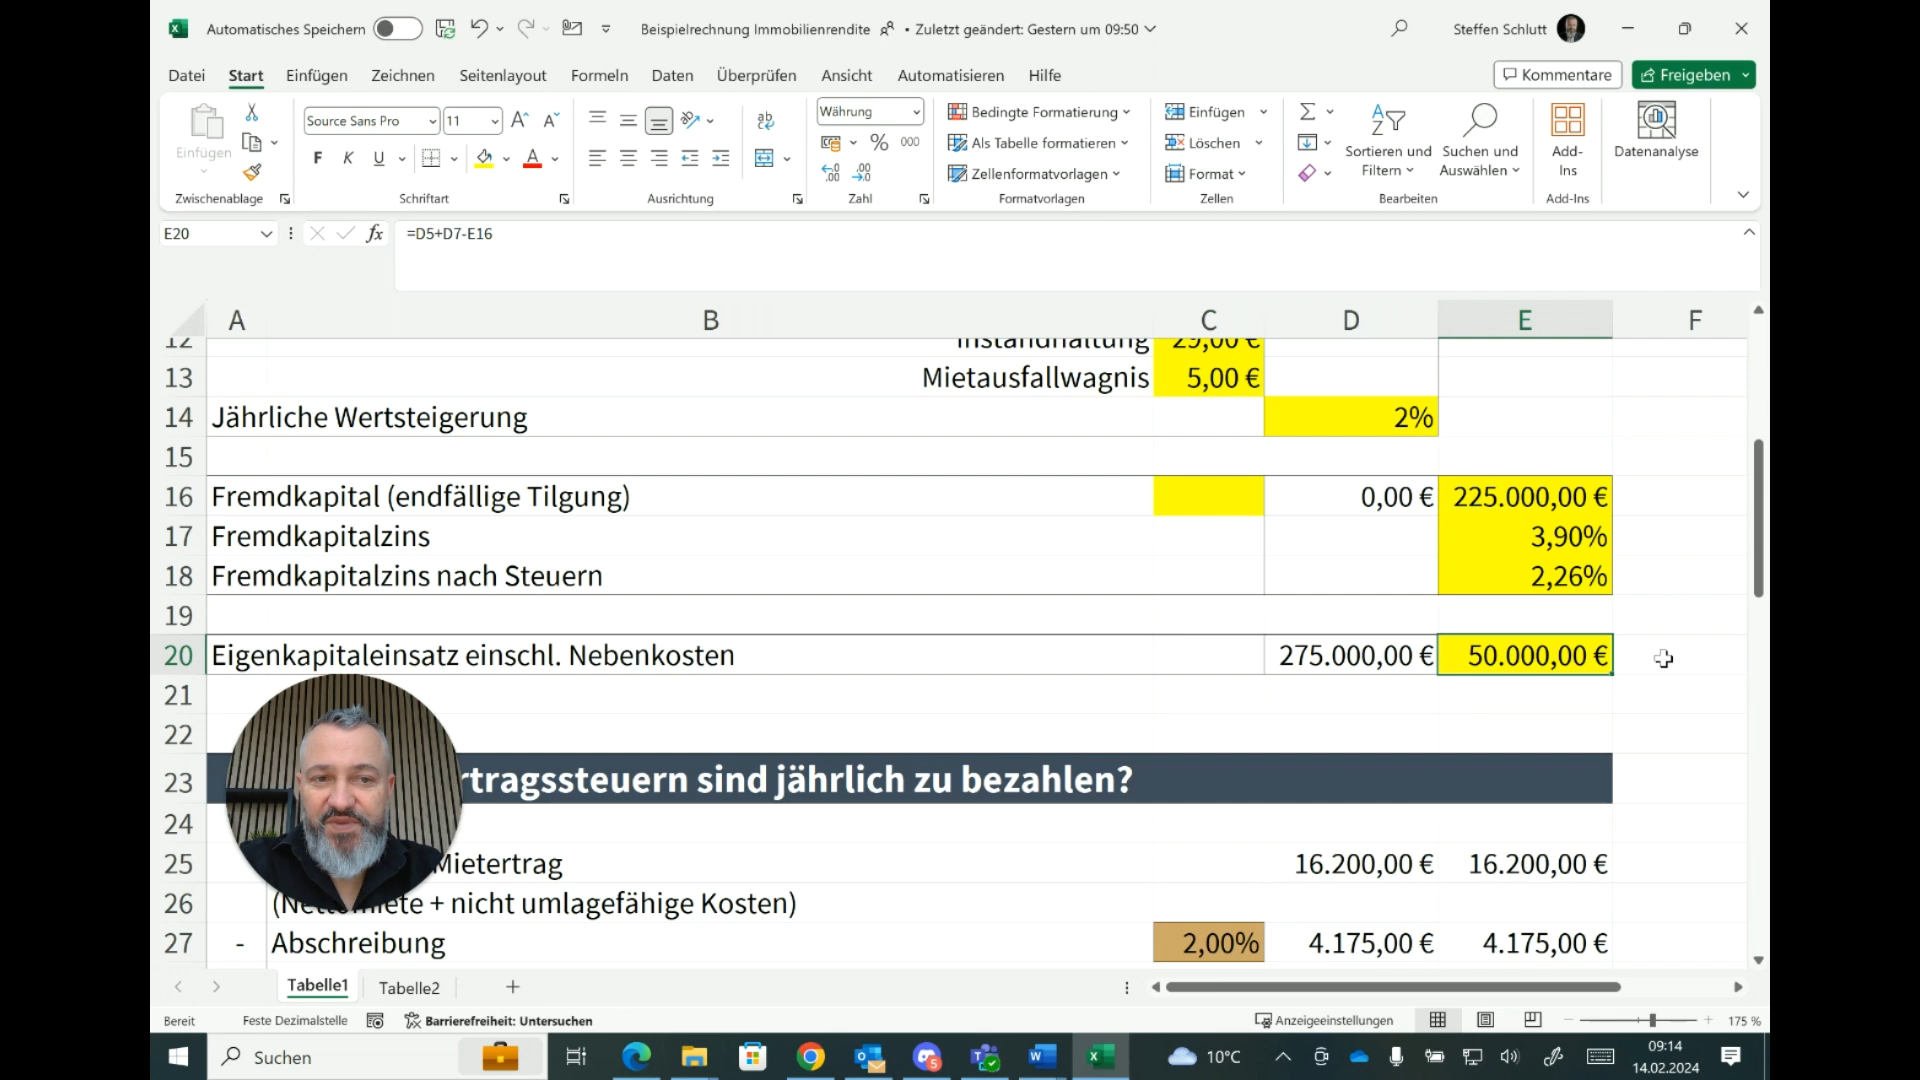 Automatisches Speichern
Beispielrechnung Immobilienrendite • Zuletzt geändert: Gestern um 09:50
Steffen Schlutt
Datei Start Einfügen Zeichnen Seitenlayout Formeln Daten Überprüfen Ansicht Automatisieren Hilfe
Kommentare Freigeben
Einfügen
Zwischenablage
Source Sans Pro 11
F K U
Schriftart
Ausrichtung
Währung
% 000
Zahl
Bedingte Formatierung
Als Tabelle formatieren
Zellenformatvorlagen
Formatvorlagen
Einfügen
Löschen
Format
Zellen
Sortieren und Filtern
Suchen und Auswählen
Bearbeiten
Add-Ins
Add-Ins
Datenanalyse
E20 fx =D5+D7-E16
A B C D E F
12 Instandhaltung 29,00 €
13 Mietausfallwagnis 5,00 €
14 Jährliche Wertsteigerung 2%
15
16 Fremdkapital (endfällige Tilgung) 0,00 € 225.000,00 €
17 Fremdkapitalzins 3,90%
18 Fremdkapitalzins nach Steuern 2,26%
19
20 Eigenkapitaleinsatz einschl. Nebenkosten 275.000,00 € 50.000,00 €
21
22
23 rtragssteuern sind jährlich zu bezahlen?
24
25 Mietertrag 16.200,00 € 16.200,00 €
26 + nicht umlagefähige Kosten)
27 - Abschreibung 2,00% 4.175,00 € 4.175,00 €
Tabelle1 Tabelle2 +
Bereit Feste Dezimalstelle Barrierefreiheit: Untersuchen Anzeigeeinstellungen 175 %
Suchen
10°C
09:14
14.02.2024